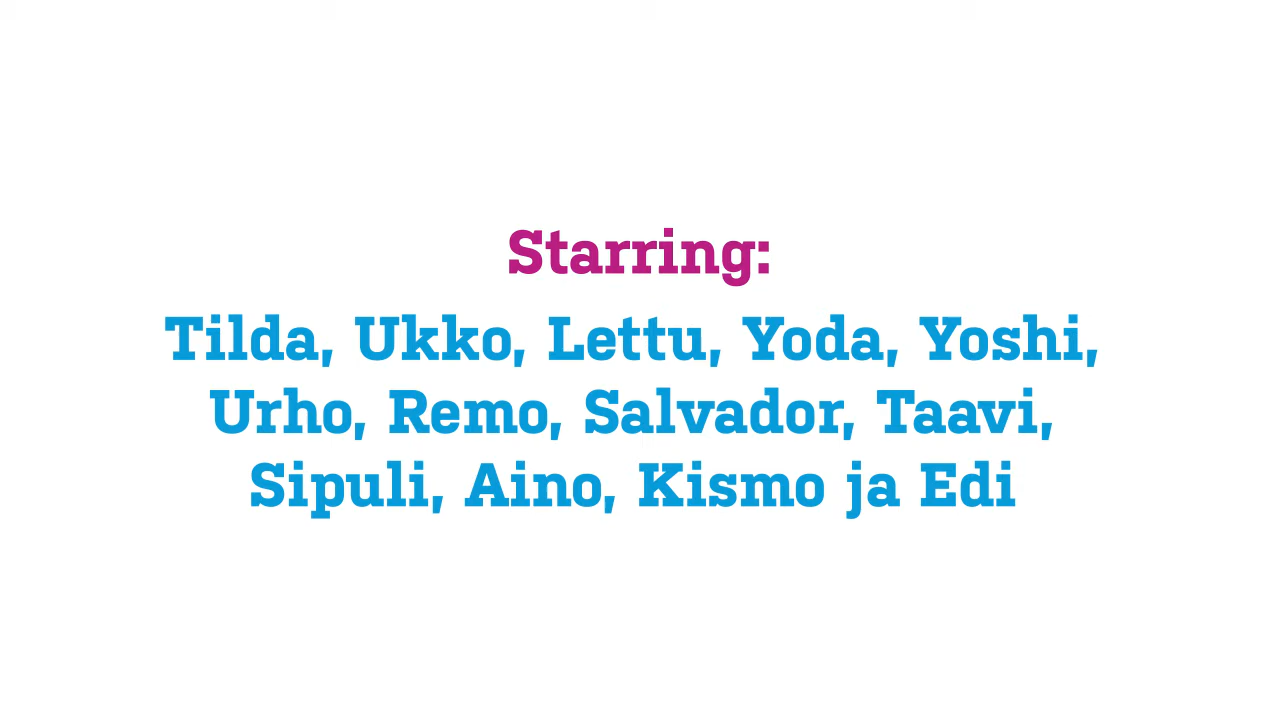 Starring:
Tilda, Ukko, Lettu, Yoda, Yoshi,
Urho, Remo, Salvador, Taavi,
Sipuli, Aino, Kismo ja Edi